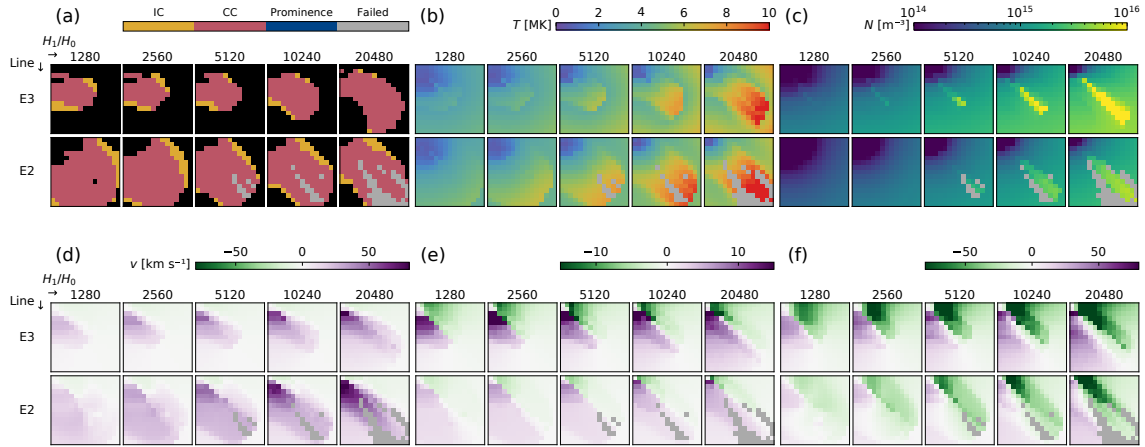 (a) IC CC Prominence Failed
H₁/H₀ →
1280 2560 5120 10240 20480
Line ↓
E3
E2
(b) T [MK] 0 2 4 6 8 10
1280 2560 5120 10240 20480
(c) N [m⁻³] 10¹⁴ 10¹⁵ 10¹⁶
1280 2560 5120 10240 20480
(d) v [km s⁻¹] −50 0 50
H₁/H₀ →
1280 2560 5120 10240 20480
Line ↓
E3
E2
(e) −10 0 10
1280 2560 5120 10240 20480
(f) −50 0 50
1280 2560 5120 10240 20480